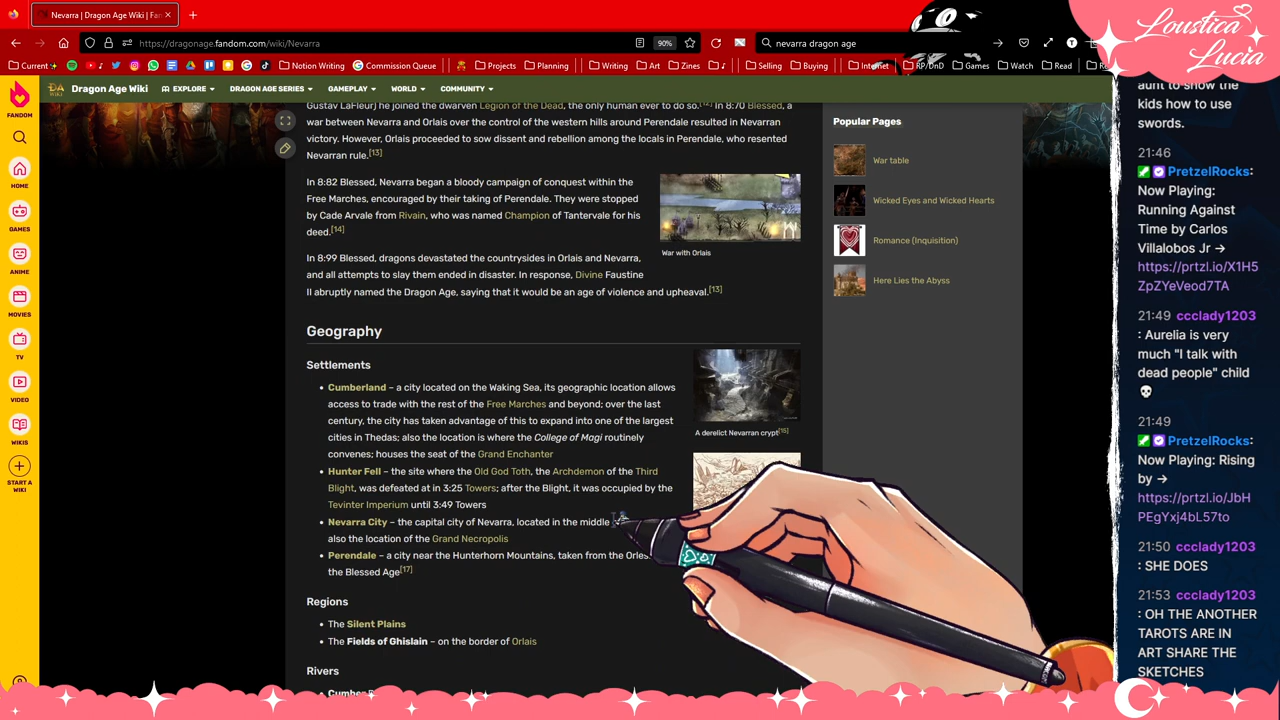 Nevarra | Dragon Age Wiki | Fan
https://dragonage.fandom.com/wiki/Nevarra
90%
nevarra dragon age
Current
Notion Writing
Commission Queue
Projects
Planning
Writing
Art
Zines
Selling
Buying
Internet
RP/DnD
Games
Watch
Read
Loustica
Lucia
FANDOM
HOME
GAMES
ANIME
MOVIES
TV
VIDEO
WIKIS
START A
WIKI
DA
WIKI
Dragon Age Wiki
EXPLORE
DRAGON AGE SERIES
GAMEPLAY
WORLD
COMMUNITY
Gustav LaFleur) he joined the dwarven Legion of the Dead, the only human ever to do so.[12] In 8:70 Blessed, a
war between Nevarra and Orlais over the control of the western hills around Perendale resulted in Nevarran
victory. However, Orlais proceeded to sow dissent and rebellion among the locals in Perendale, who resented
Nevarran rule.[13]
In 8:82 Blessed, Nevarra began a bloody campaign of conquest within the
Free Marches, encouraged by their taking of Perendale. They were stopped
by Cade Arvale from Rivain, who was named Champion of Tantervale for his
deed.[14]
War with Orlais
In 8:99 Blessed, dragons devastated the countrysides in Orlais and Nevarra,
and all attempts to slay them ended in disaster. In response, Divine Faustine
II abruptly named the Dragon Age, saying that it would be an age of violence and upheaval.[13]
Geography
Settlements
Cumberland – a city located on the Waking Sea, its geographic location allows
access to trade with the rest of the Free Marches and beyond; over the last
century, the city has taken advantage of this to expand into one of the largest
cities in Thedas; also the location is where the College of Magi routinely
convenes; houses the seat of the Grand Enchanter
A derelict Nevarran crypt[15]
Hunter Fell – the site where the Old God Toth, the Archdemon of the Third
Blight, was defeated at in 3:25 Towers; after the Blight, it was occupied by the
Tevinter Imperium until 3:49 Towers
Nevarra City – the capital city of Nevarra, located in the middle
also the location of the Grand Necropolis
Perendale – a city near the Hunterhorn Mountains, taken from the Orles
the Blessed Age[17]
Regions
The Silent Plains
The Fields of Ghislain – on the border of Orlais
Rivers
Popular Pages
War table
Wicked Eyes and Wicked Hearts
Romance (Inquisition)
Here Lies the Abyss
aunt to show the
kids how to use
swords.
21:46
PretzelRocks:
Now Playing:
Running Against
Time by Carlos
Villalobos Jr →
https://prtzl.io/X1H5
ZpZYeVeod7TA
21:49 ccclady1203
: Aurelia is very
much "I talk with
dead people" child
21:49
PretzelRocks:
Now Playing: Rising
by →
https://prtzl.io/JbH
PEgYxj4bL57to
21:50 ccclady1203
: SHE DOES
21:53 ccclady1203
: OH THE ANOTHER
TAROTS ARE IN
ART SHARE THE
SKETCHES